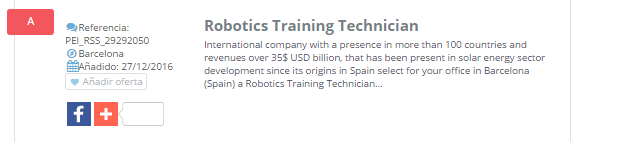 A
Referencia:
PEI_RSS_29292050
Barcelona
Añadido: 27/12/2016
Añadir oferta
Robotics Training Technician
International company with a presence in more than 100 countries and
revenues over 35$ USD billion, that has been present in solar energy sector
development since its origins in Spain select for your office in Barcelona
(Spain) a Robotics Training Technician...